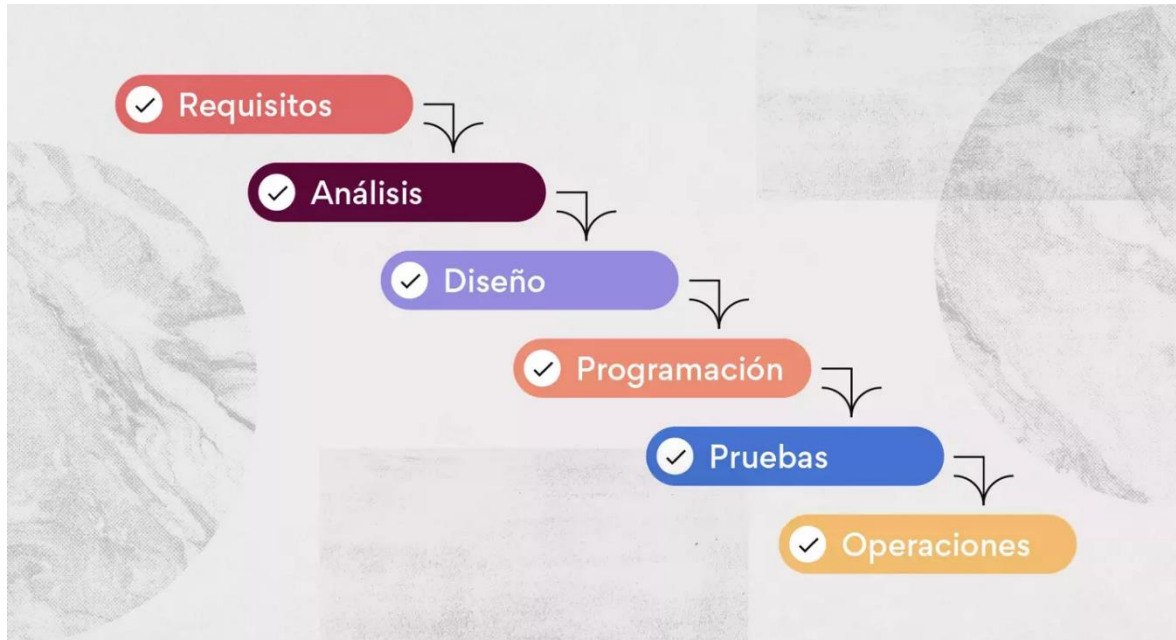 Requisitos
Análisis
Diseño
Programación
Pruebas
Operaciones